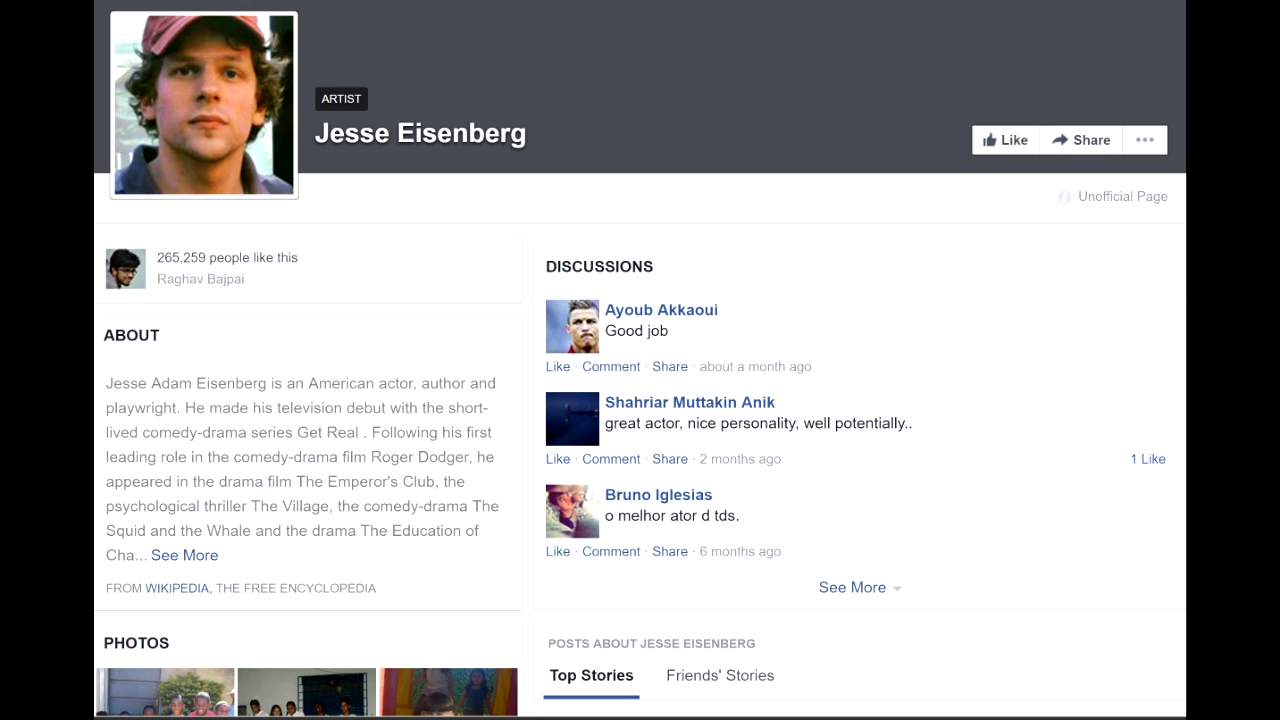 ARTIST
Jesse Eisenberg
Like
Share
Unofficial Page
265,259 people like this
Raghav Bajpai
ABOUT
Jesse Adam Eisenberg is an American actor, author and
playwright. He made his television debut with the short-
lived comedy-drama series Get Real . Following his first
leading role in the comedy-drama film Roger Dodger, he
appeared in the drama film The Emperor's Club, the
psychological thriller The Village, the comedy-drama The
Squid and the Whale and the drama The Education of
Cha... See More
FROM WIKIPEDIA, THE FREE ENCYCLOPEDIA
PHOTOS
DISCUSSIONS
Ayoub Akkaoui
Good job
Like · Comment · Share · about a month ago
Shahriar Muttakin Anik
great actor, nice personality, well potentially..
Like · Comment · Share · 2 months ago
1 Like
Bruno Iglesias
o melhor ator d tds.
Like · Comment · Share · 6 months ago
See More
POSTS ABOUT JESSE EISENBERG
Top Stories
Friends' Stories